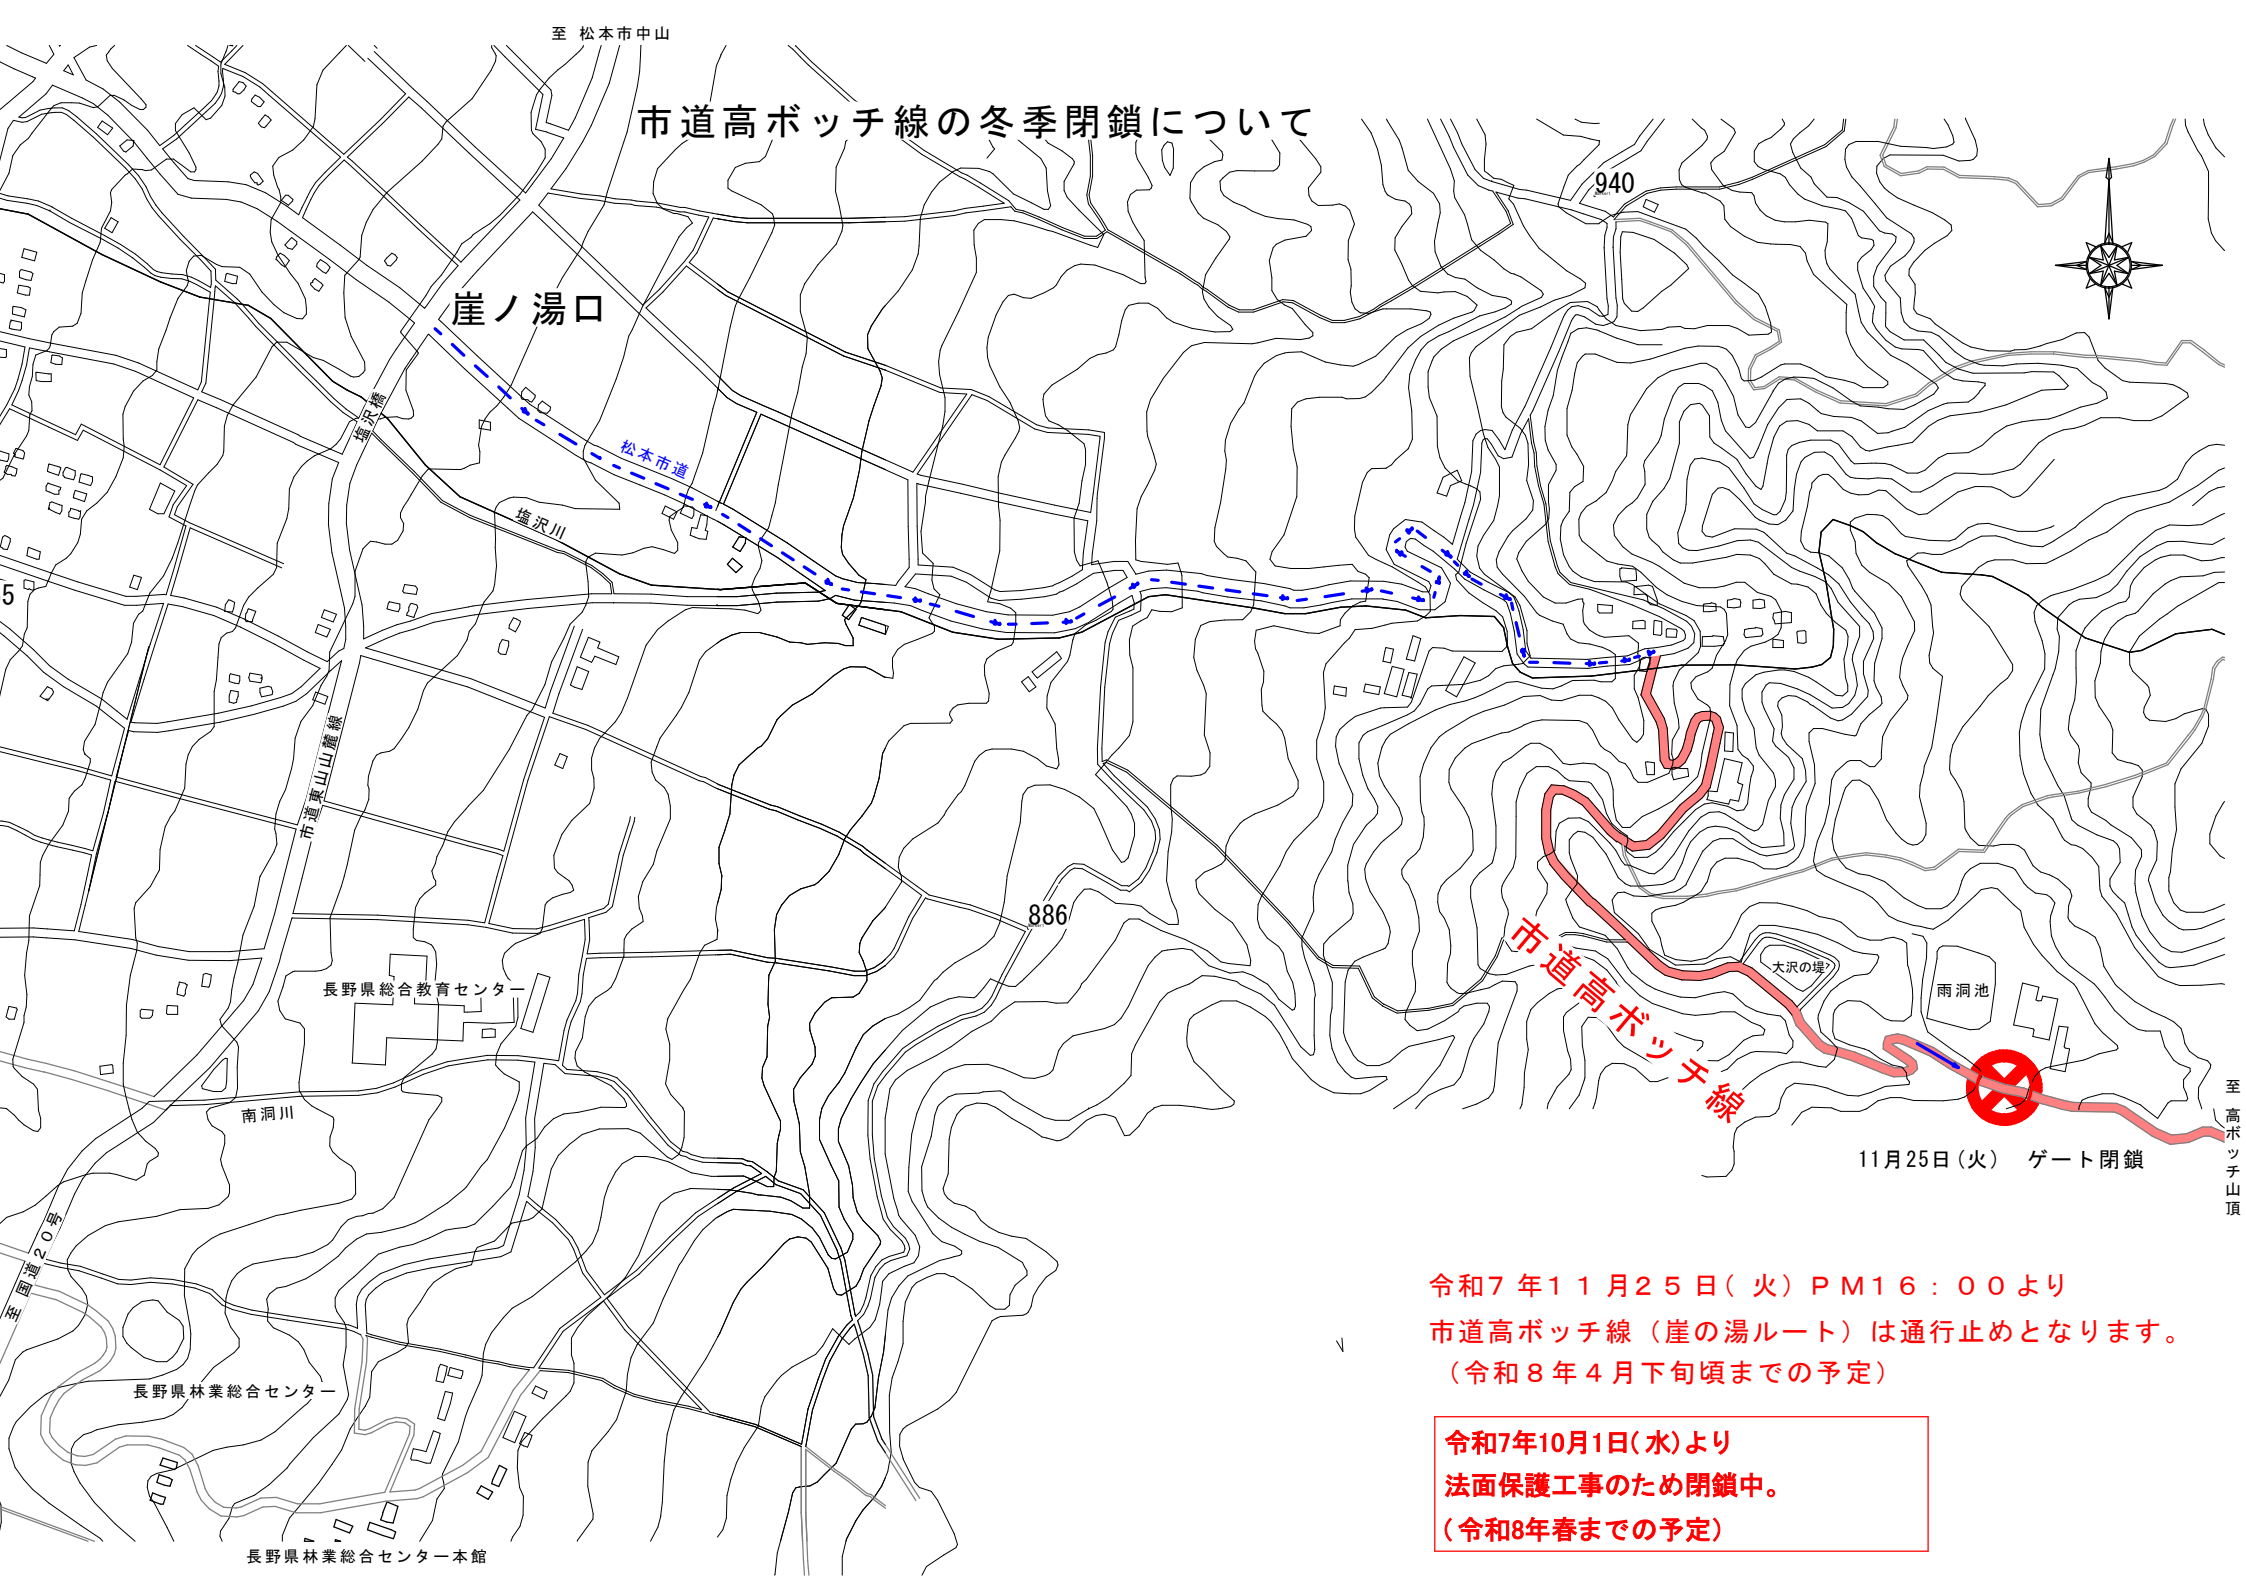 至 松本市中山
市道高ボッチ線の冬季閉鎖について
940
崖ノ湯口
塩沢橋
松本市道
塩沢川
5
市道東山山麓線
886
市道高ボッチ線
大沢の堤
雨洞池
長野県総合教育センター
南洞川
至 高ボッチ山頂
11月25日(火) ゲート閉鎖
至 国道20号
令和7年11月25日(火)PM16:00より
市道高ボッチ線（崖の湯ルート）は通行止めとなります。
（令和8年4月下旬頃までの予定）
長野県林業総合センター
令和7年10月1日(水)より
法面保護工事のため閉鎖中。
(令和8年春までの予定)
長野県林業総合センター本館